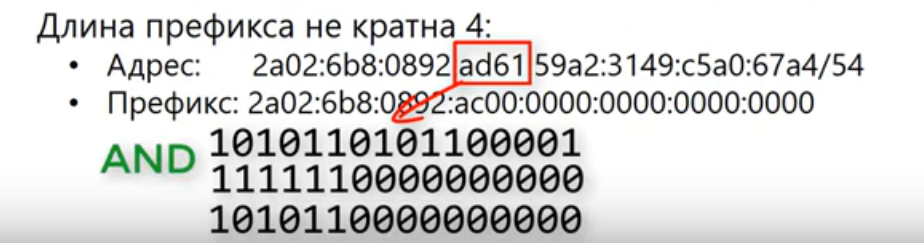 Длина префикса не кратна 4:
• Адрес: 2a02:6b8:0892:ad61:59a2:3149:c5a0:67a4/54
• Префикс: 2a02:6b8:0892:ac00:0000:0000:0000:0000
AND 1010110101100001
1111110000000000
1010110000000000